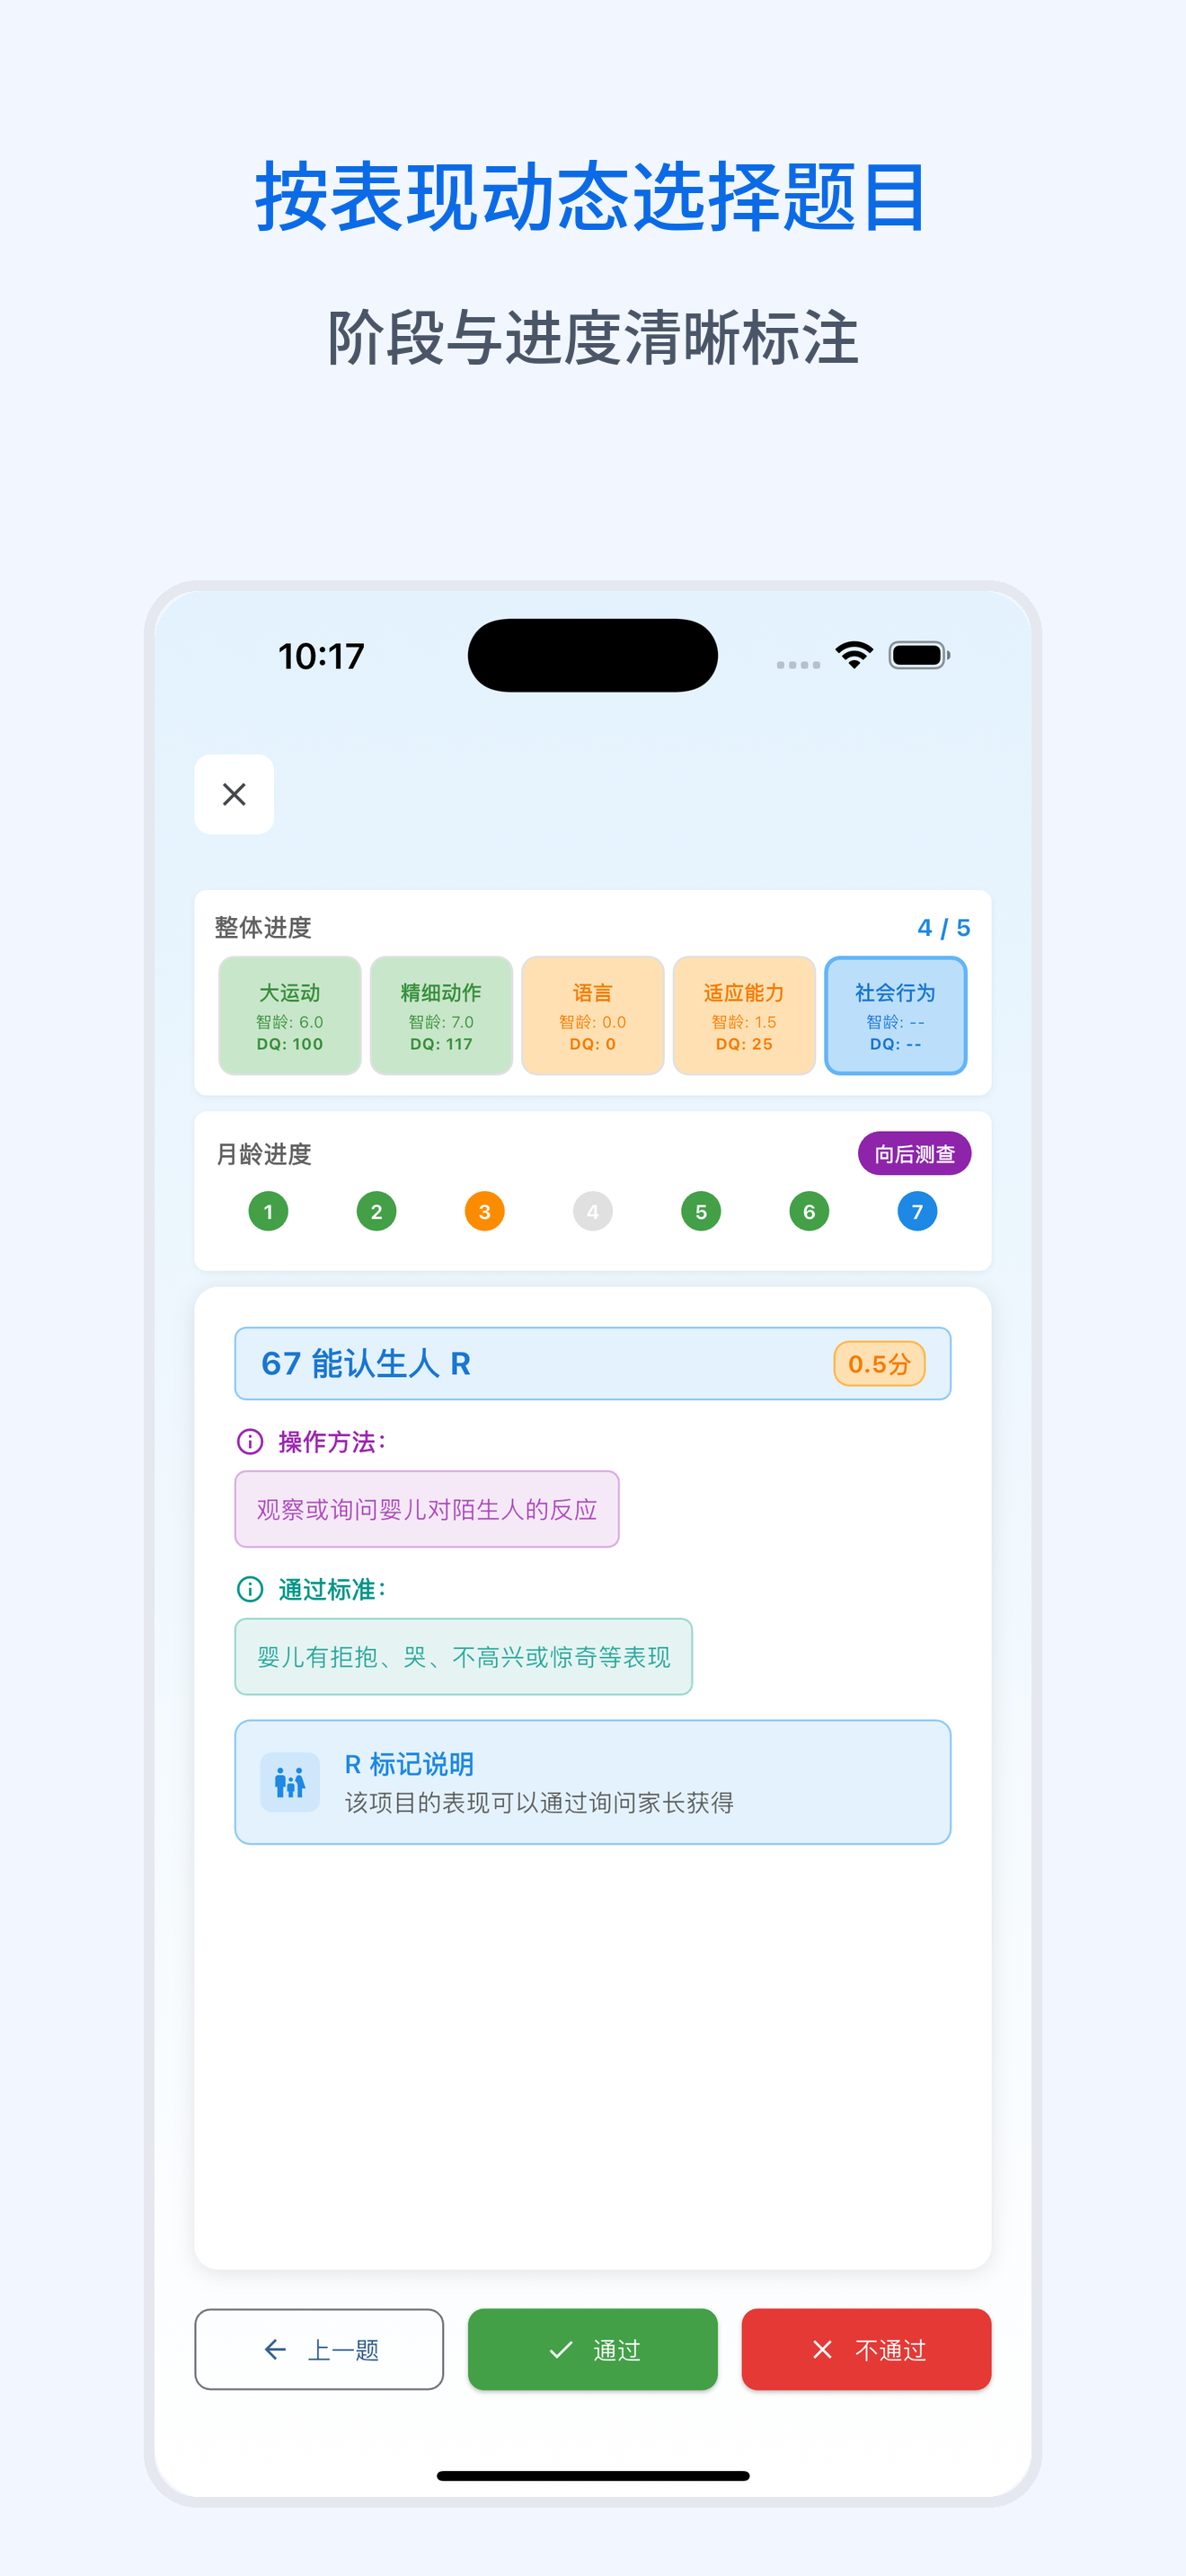 按表现动态选择题目
阶段与进度清晰标注
10:17
整体进度 4 / 5
大运动 精细动作 语言 适应能力 社会行为
智龄: 6.0 智龄: 7.0 智龄: 0.0 智龄: 1.5 智龄: --
DQ: 100 DQ: 117 DQ: 0 DQ: 25 DQ: --
月龄进度 向后测查
1 2 3 4 5 6 7
67 能认生人 R 0.5分
操作方法:
观察或询问婴儿对陌生人的反应
通过标准:
婴儿有拒抱、哭、不高兴或惊奇等表现
R 标记说明
该项目的表现可以通过询问家长获得
上一题 通过 不通过